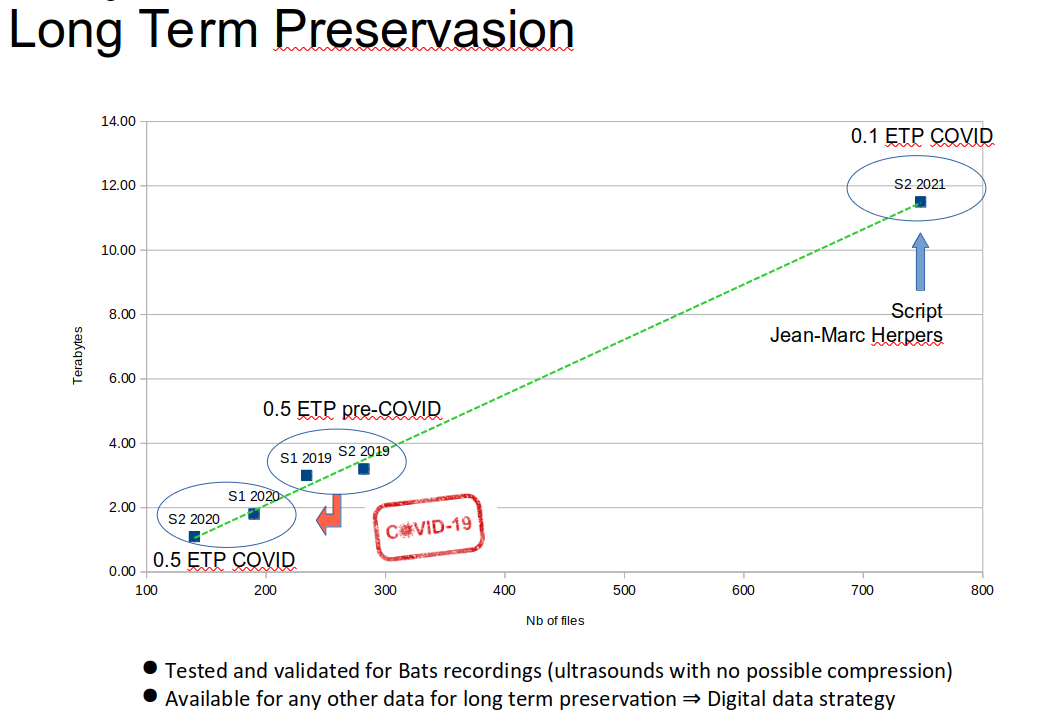 Long Term Preservasion
14.00
0.1 ETP COVID
12.00
S2 2021
10.00
8.00
Script
Jean-Marc Herpers
Terabytes
6.00
0.5 ETP pre-COVID
4.00
S1 2019
S2 2019
2.00
S1 2020
S2 2020
COVID-19
0.5 ETP COVID
0.00
100 200 300 400 500 600 700 800
Nb of files
● Tested and validated for Bats recordings (ultrasounds with no possible compression)
● Available for any other data for long term preservation ⇒ Digital data strategy